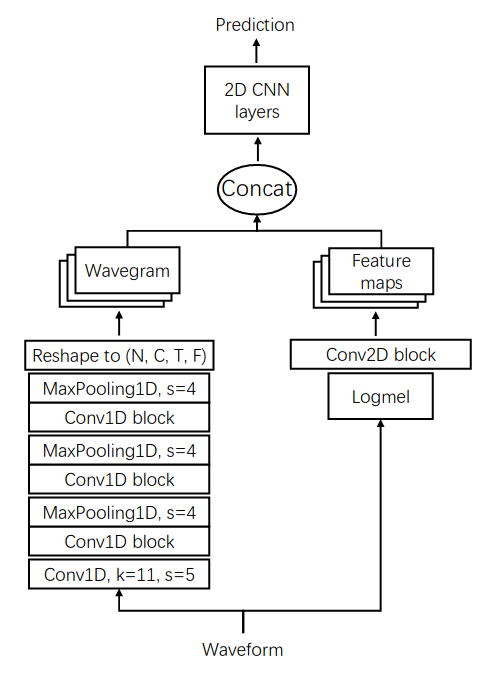 Prediction
2D CNN
layers
Concat
Wavegram
Feature
maps
Reshape to (N, C, T, F)
Conv2D block
MaxPooling1D, s=4
Logmel
Conv1D block
MaxPooling1D, s=4
Conv1D block
MaxPooling1D, s=4
Conv1D block
Conv1D, k=11, s=5
Waveform